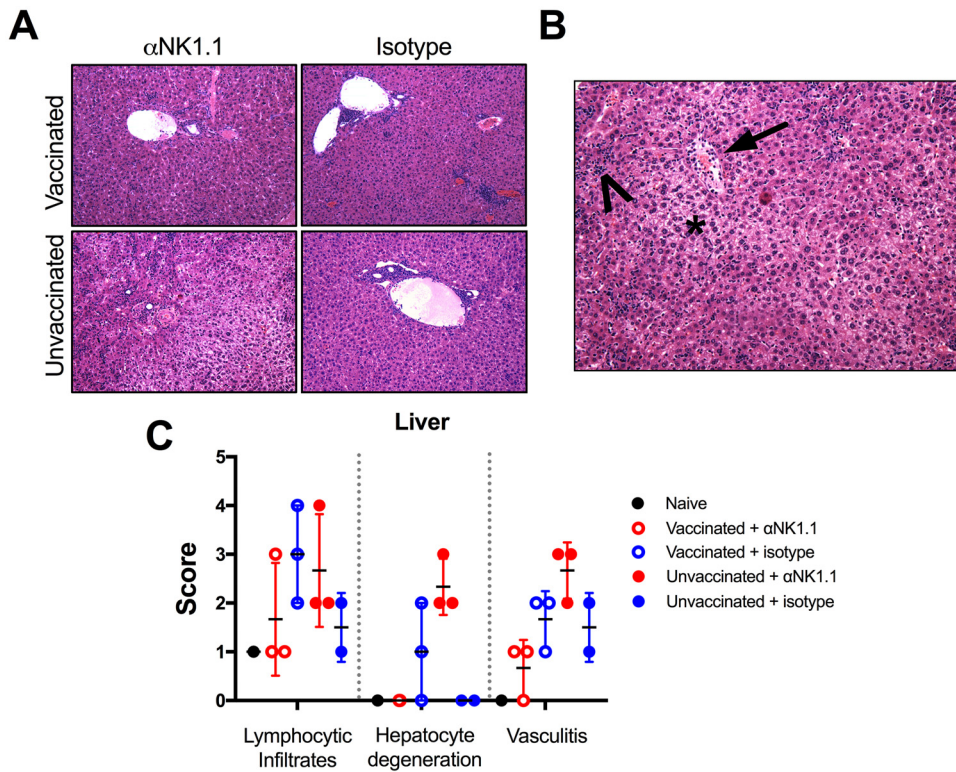 A
αNK1.1
Isotype
Vaccinated
Unvaccinated
B
*
C
Liver
Score
5
4
3
2
1
0
Lymphocytic
Infiltrates
Hepatocyte
degeneration
Vasculitis
Naive
Vaccinated + αNK1.1
Vaccinated + isotype
Unvaccinated + αNK1.1
Unvaccinated + isotype